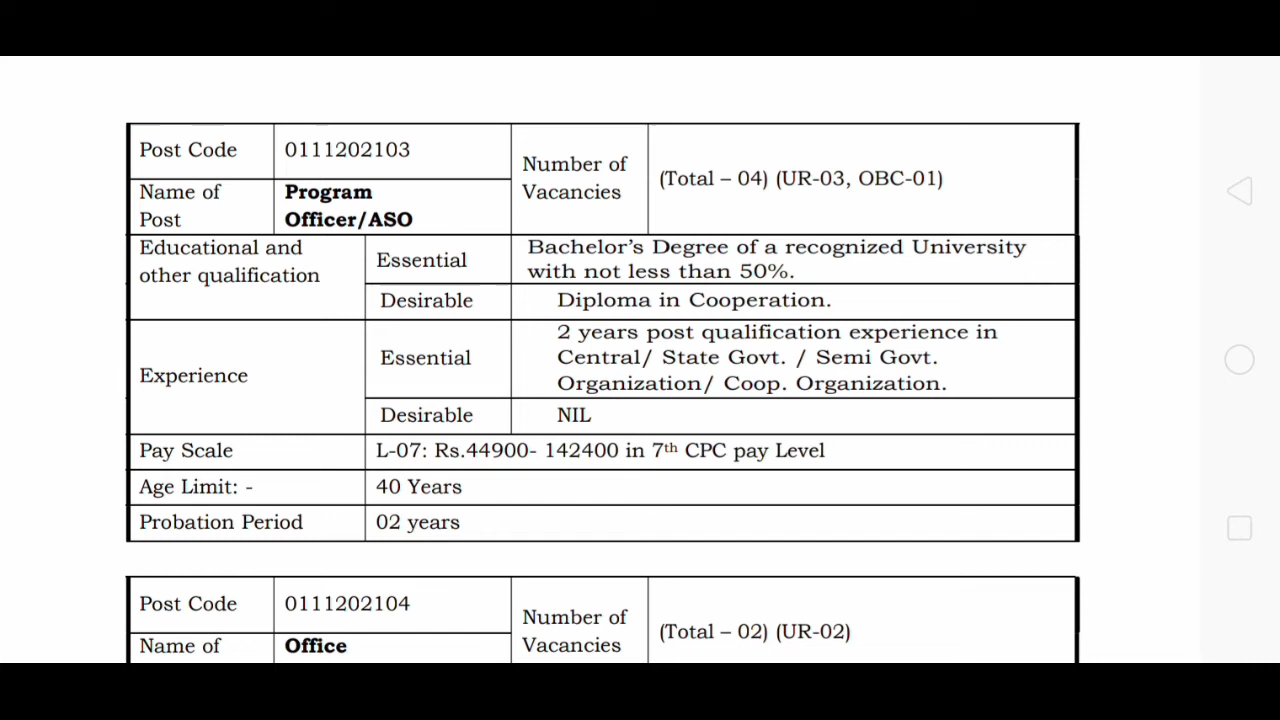 Post Code
0111202103
Number of
Vacancies
(Total – 04) (UR-03, OBC-01)
Name of
Post
Program
Officer/ASO
Educational and
other qualification
Essential
Bachelor's Degree of a recognized University
with not less than 50%.
Desirable
Diploma in Cooperation.
Experience
Essential
2 years post qualification experience in
Central/ State Govt. / Semi Govt.
Organization/ Coop. Organization.
Desirable
NIL
Pay Scale
L-07: Rs.44900- 142400 in 7th CPC pay Level
Age Limit: -
40 Years
Probation Period
02 years
Post Code
0111202104
Number of
Vacancies
(Total – 02) (UR-02)
Name of
Office